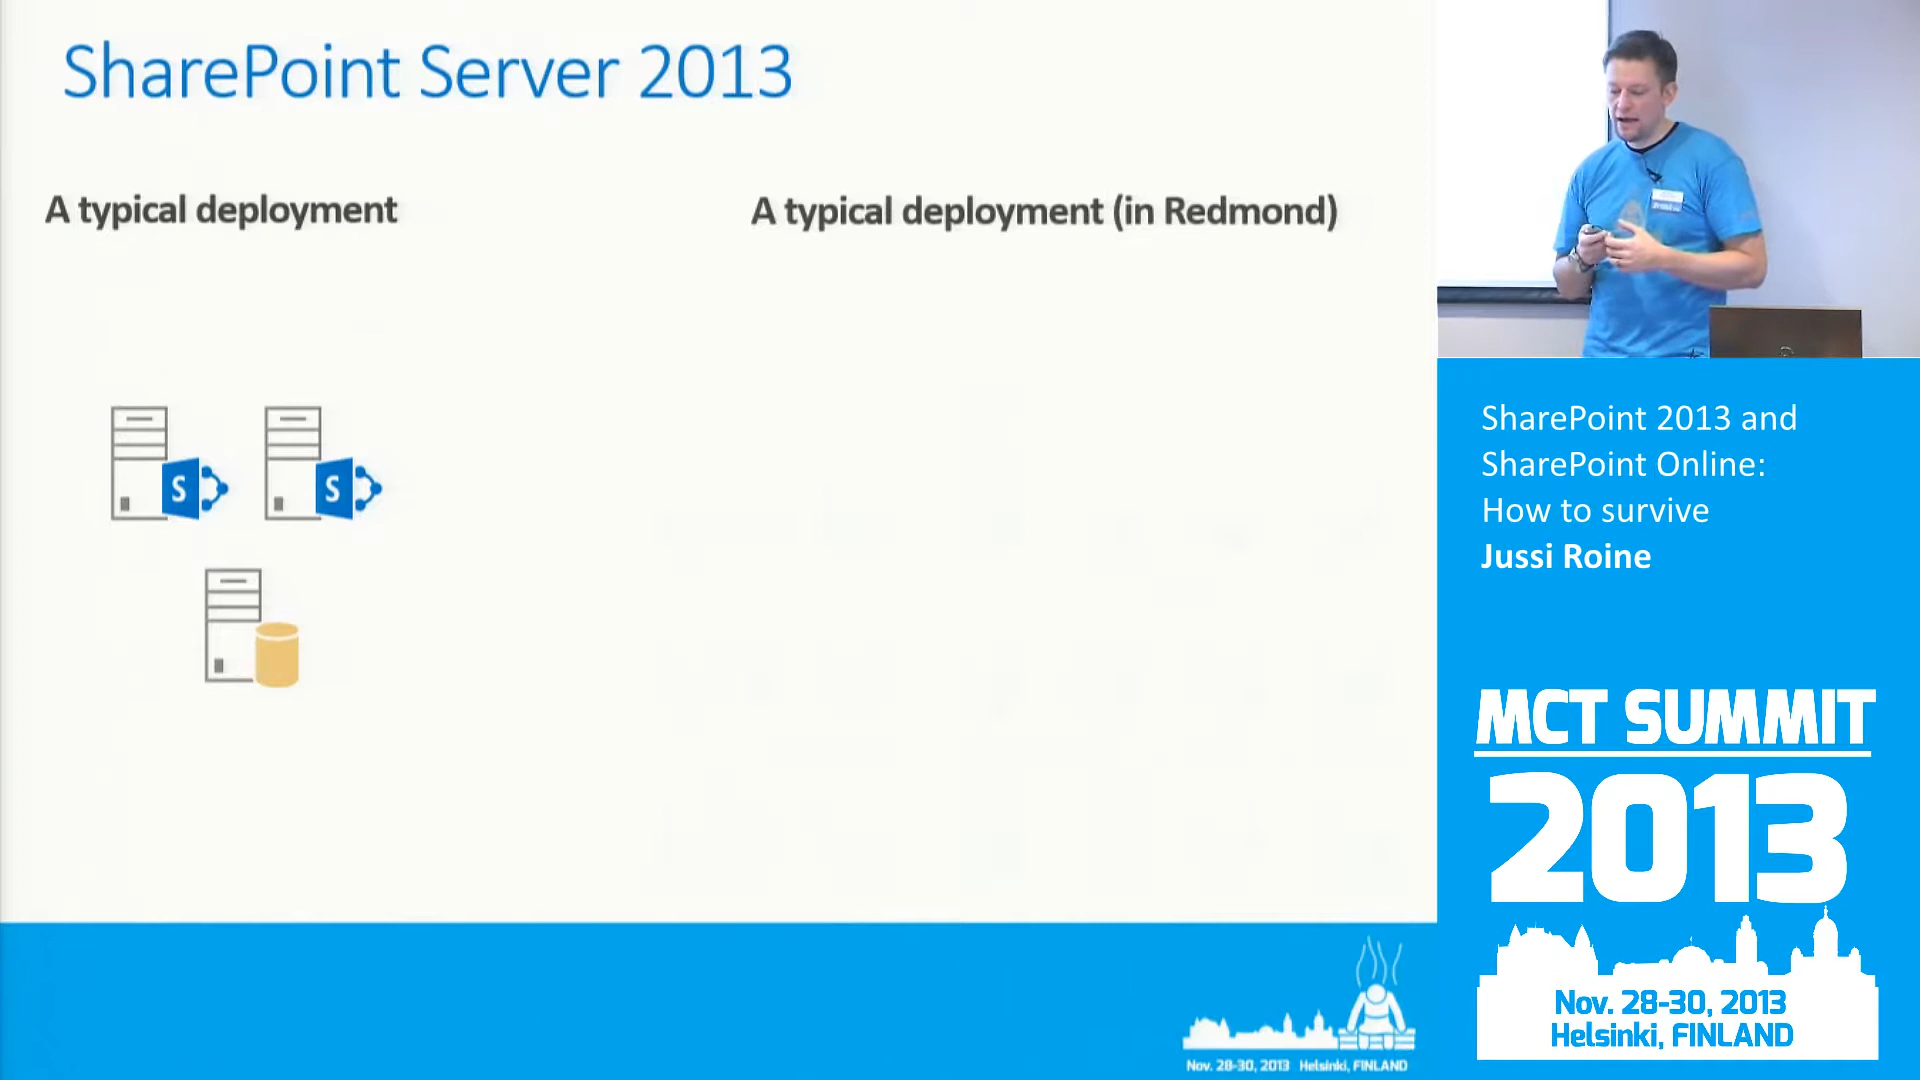 SharePoint Server 2013
A typical deployment
A typical deployment (in Redmond)
S
S
Nov. 28-30, 2013 Helsinki, FINLAND
SharePoint 2013 and
SharePoint Online:
How to survive
Jussi Roine
MCT SUMMIT
2013
Nov. 28-30, 2013
Helsinki, FINLAND